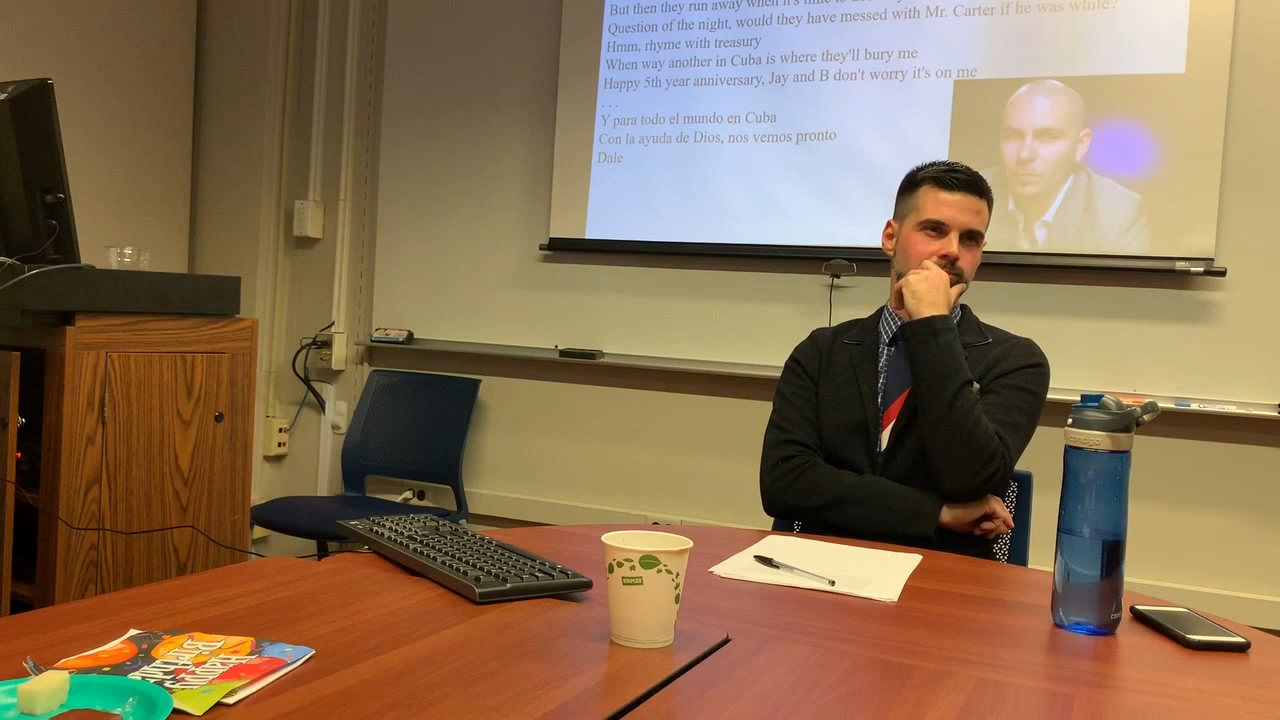 But then they run away when it's time to
Question of the night, would they have messed with Mr. Carter if he was white?
Hmm, rhyme with treasury
When way another in Cuba is where they'll bury me
Happy 5th year anniversary, Jay and B don't worry it's on me
. . .
Y para todo el mundo en Cuba
Con la ayuda de Dios, nos vemos pronto
Dale
contigo
STAPLES
Happy
Birthday